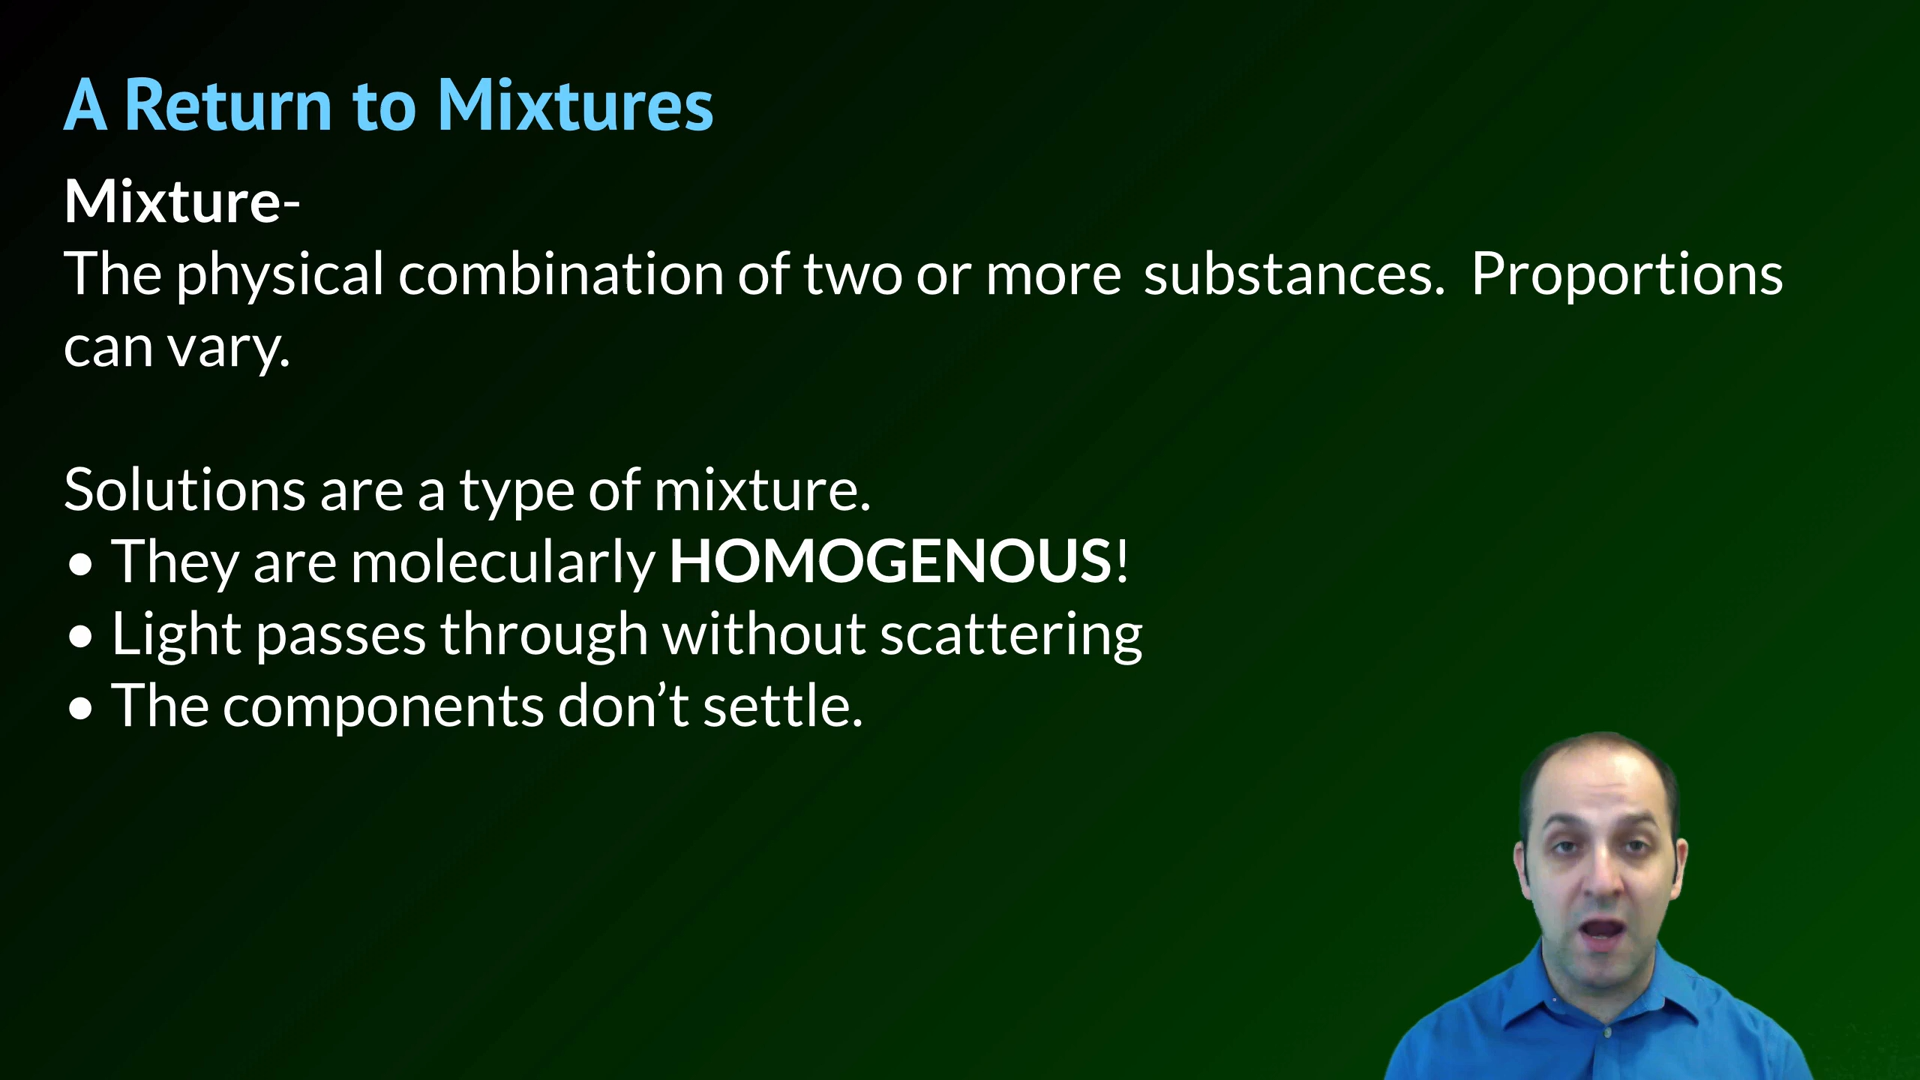 A Return to Mixtures
Mixture-
The physical combination of two or more substances. Proportions
can vary.
Solutions are a type of mixture.
• They are molecularly HOMOGENOUS!
• Light passes through without scattering
• The components don’t settle.